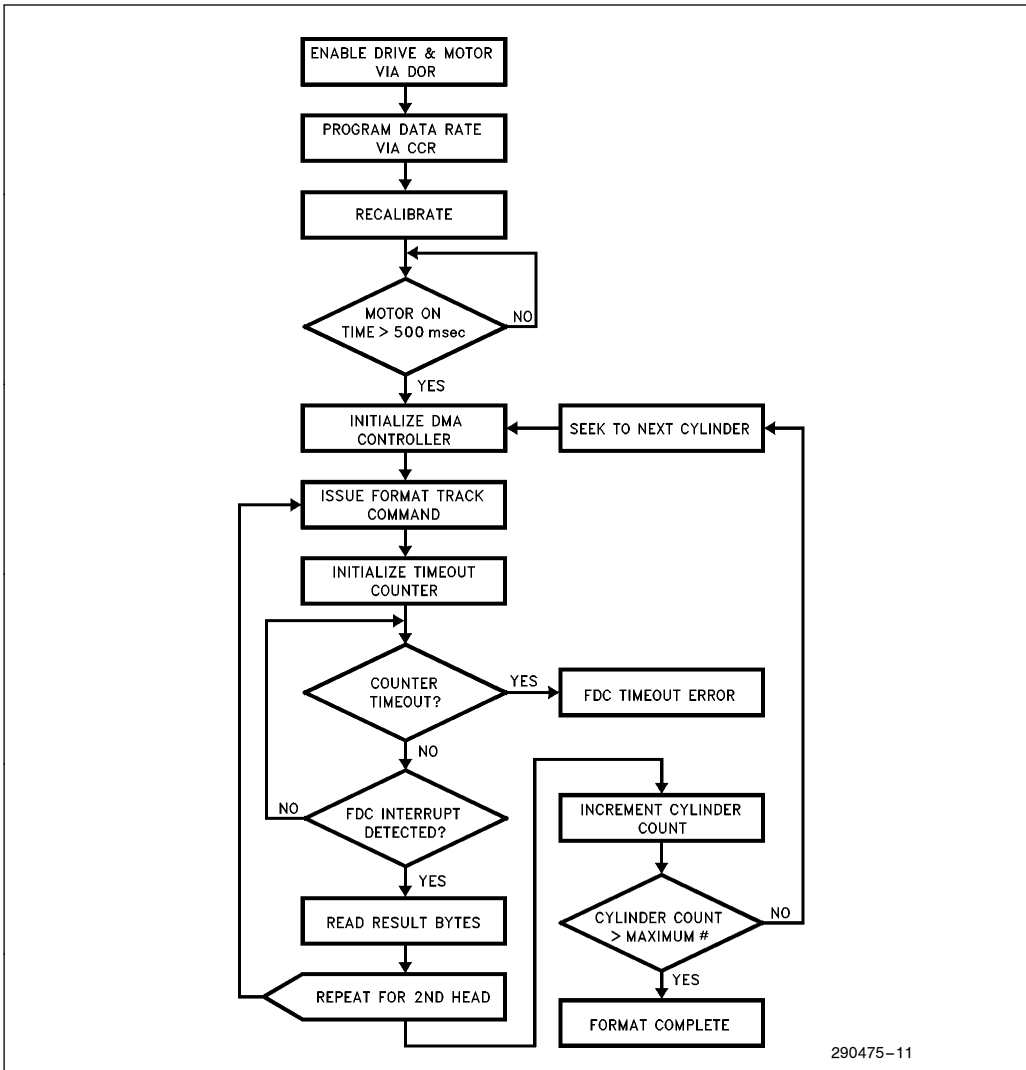 ENABLE DRIVE & MOTOR
VIA DOR
PROGRAM DATA RATE
VIA CCR
RECALIBRATE
MOTOR ON
TIME > 500 msec
NO
YES
INITIALIZE DMA
CONTROLLER
SEEK TO NEXT CYLINDER
ISSUE FORMAT TRACK
COMMAND
INITIALIZE TIMEOUT
COUNTER
COUNTER
TIMEOUT?
YES
FDC TIMEOUT ERROR
NO
FDC INTERRUPT
DETECTED?
NO
YES
READ RESULT BYTES
REPEAT FOR 2ND HEAD
INCREMENT CYLINDER
COUNT
CYLINDER COUNT
> MAXIMUM #
NO
YES
FORMAT COMPLETE
290475-11